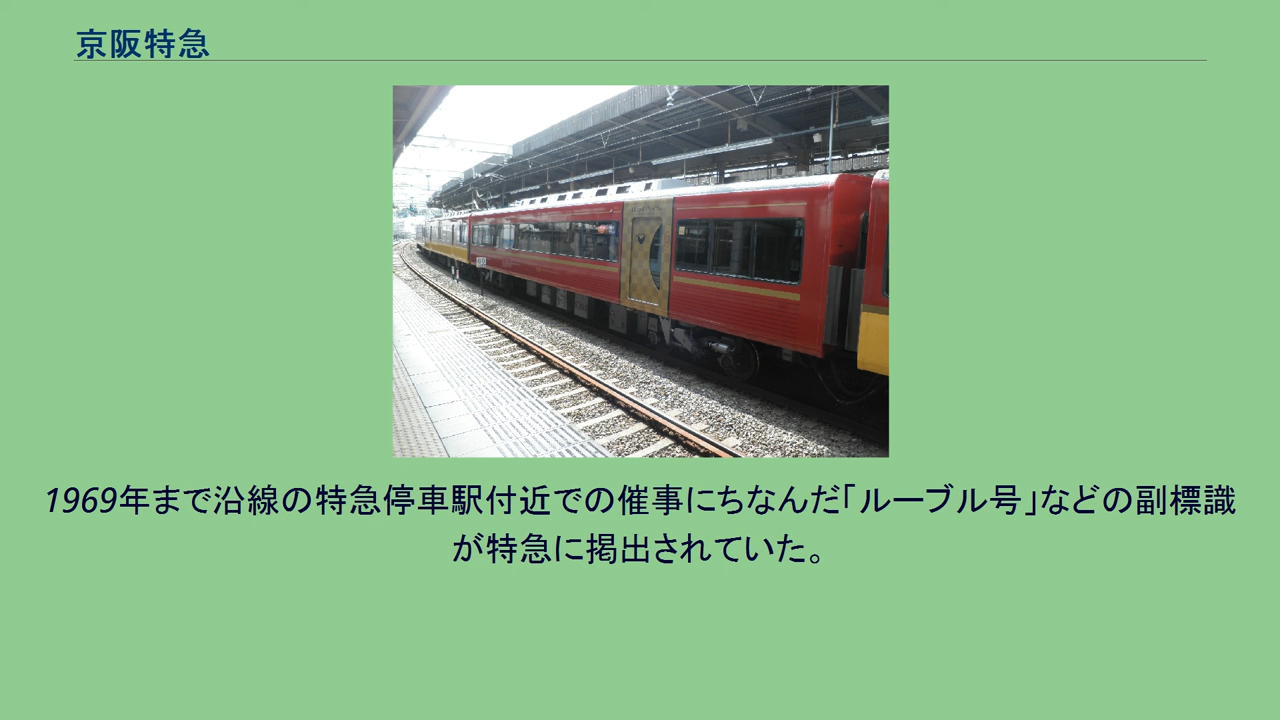 京阪特急
1969年まで沿線の特急停車駅付近での催事にちなんだ「ルーブル号」などの副標識
が特急に掲出されていた。